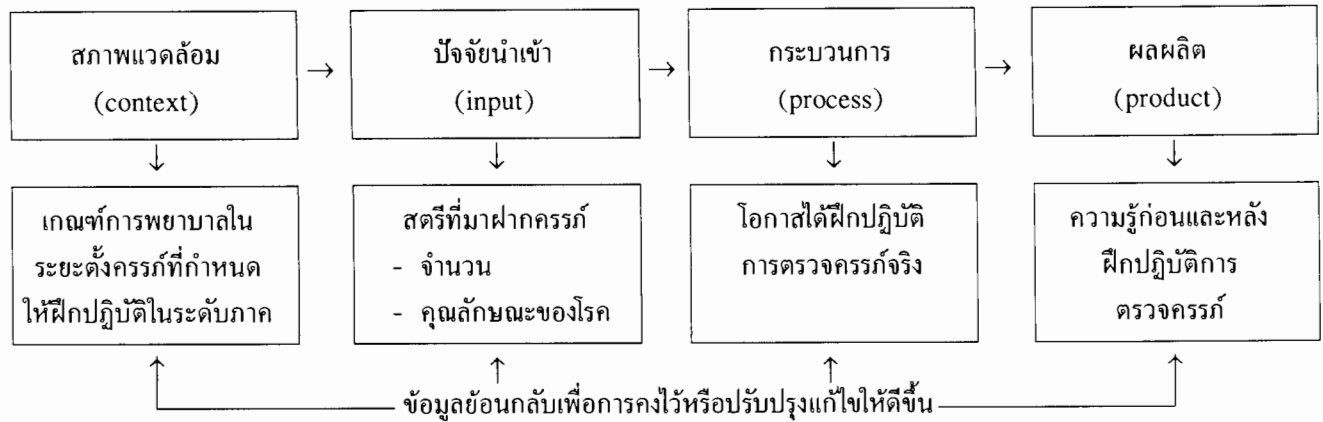 สภาพแวดล้อม
(context)
ปัจจัยนำเข้า
(input)
กระบวนการ
(process)
ผลผลิต
(product)
เกณฑ์การพยาบาลใน
ระยะตั้งครรภ์ที่กำหนด
ให้ฝึกปฏิบัติในระดับภาค
สตรีที่มาฝากครรภ์
- จำนวน
- คุณลักษณะของโรค
โอกาสได้ฝึกปฏิบัติ
การตรวจครรภ์จริง
ความรู้ก่อนและหลัง
ฝึกปฏิบัติการ
ตรวจครรภ์
ข้อมูลย้อนกลับเพื่อการคงไว้หรือปรับปรุงแก้ไขให้ดีขึ้น